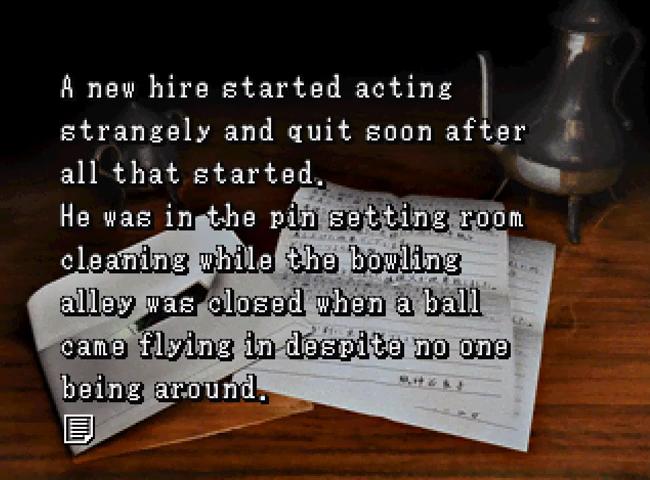 A new hire started acting
strangely and quit soon after
all that started.
He was in the pin setting room
cleaning while the bowling
alley was closed when a ball
came flying in despite no one
being around.